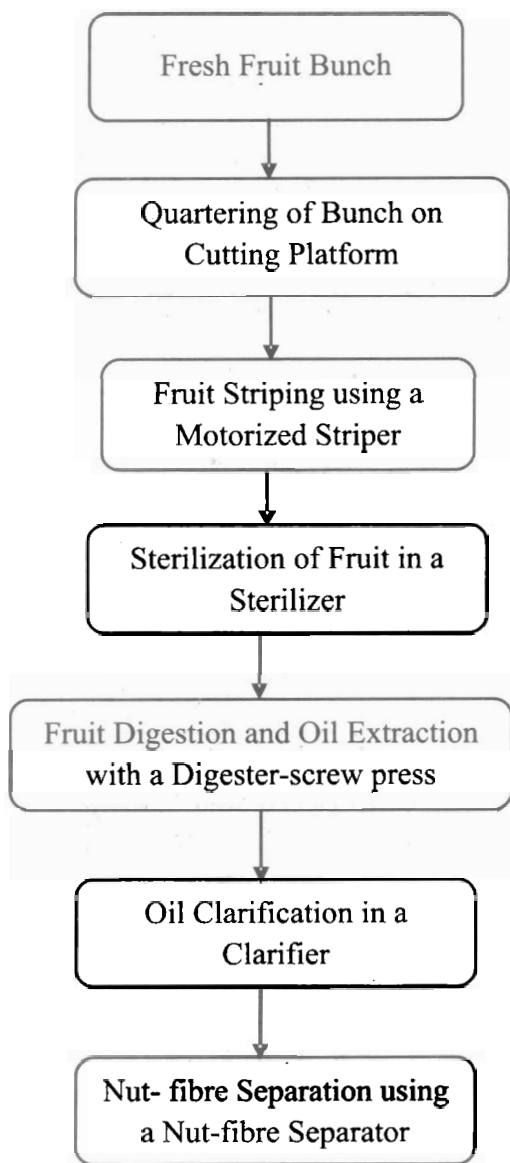 Fresh Fruit Bunch
Quartering of Bunch on
Cutting Platform
Fruit Striping using a
Motorized Striper
Sterilization of Fruit in a
Sterilizer
Fruit Digestion and Oil Extraction
with a Digester-screw press
Oil Clarification in a
Clarifier
Nut- fibre Separation using
a Nut-fibre Separator